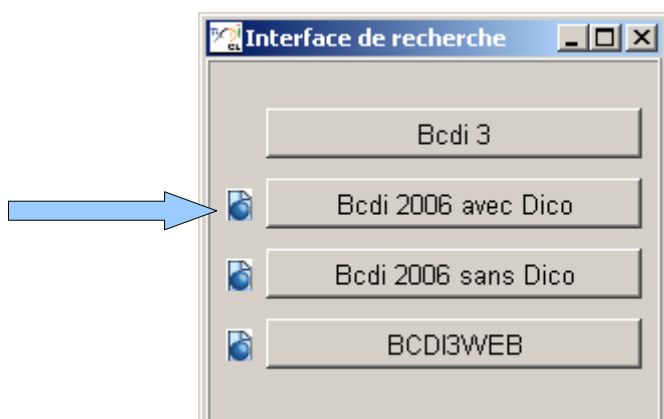 Interface de recherche
Bcdi 3
Bcdi 2006 avec Dico
Bcdi 2006 sans Dico
BCDI3WEB